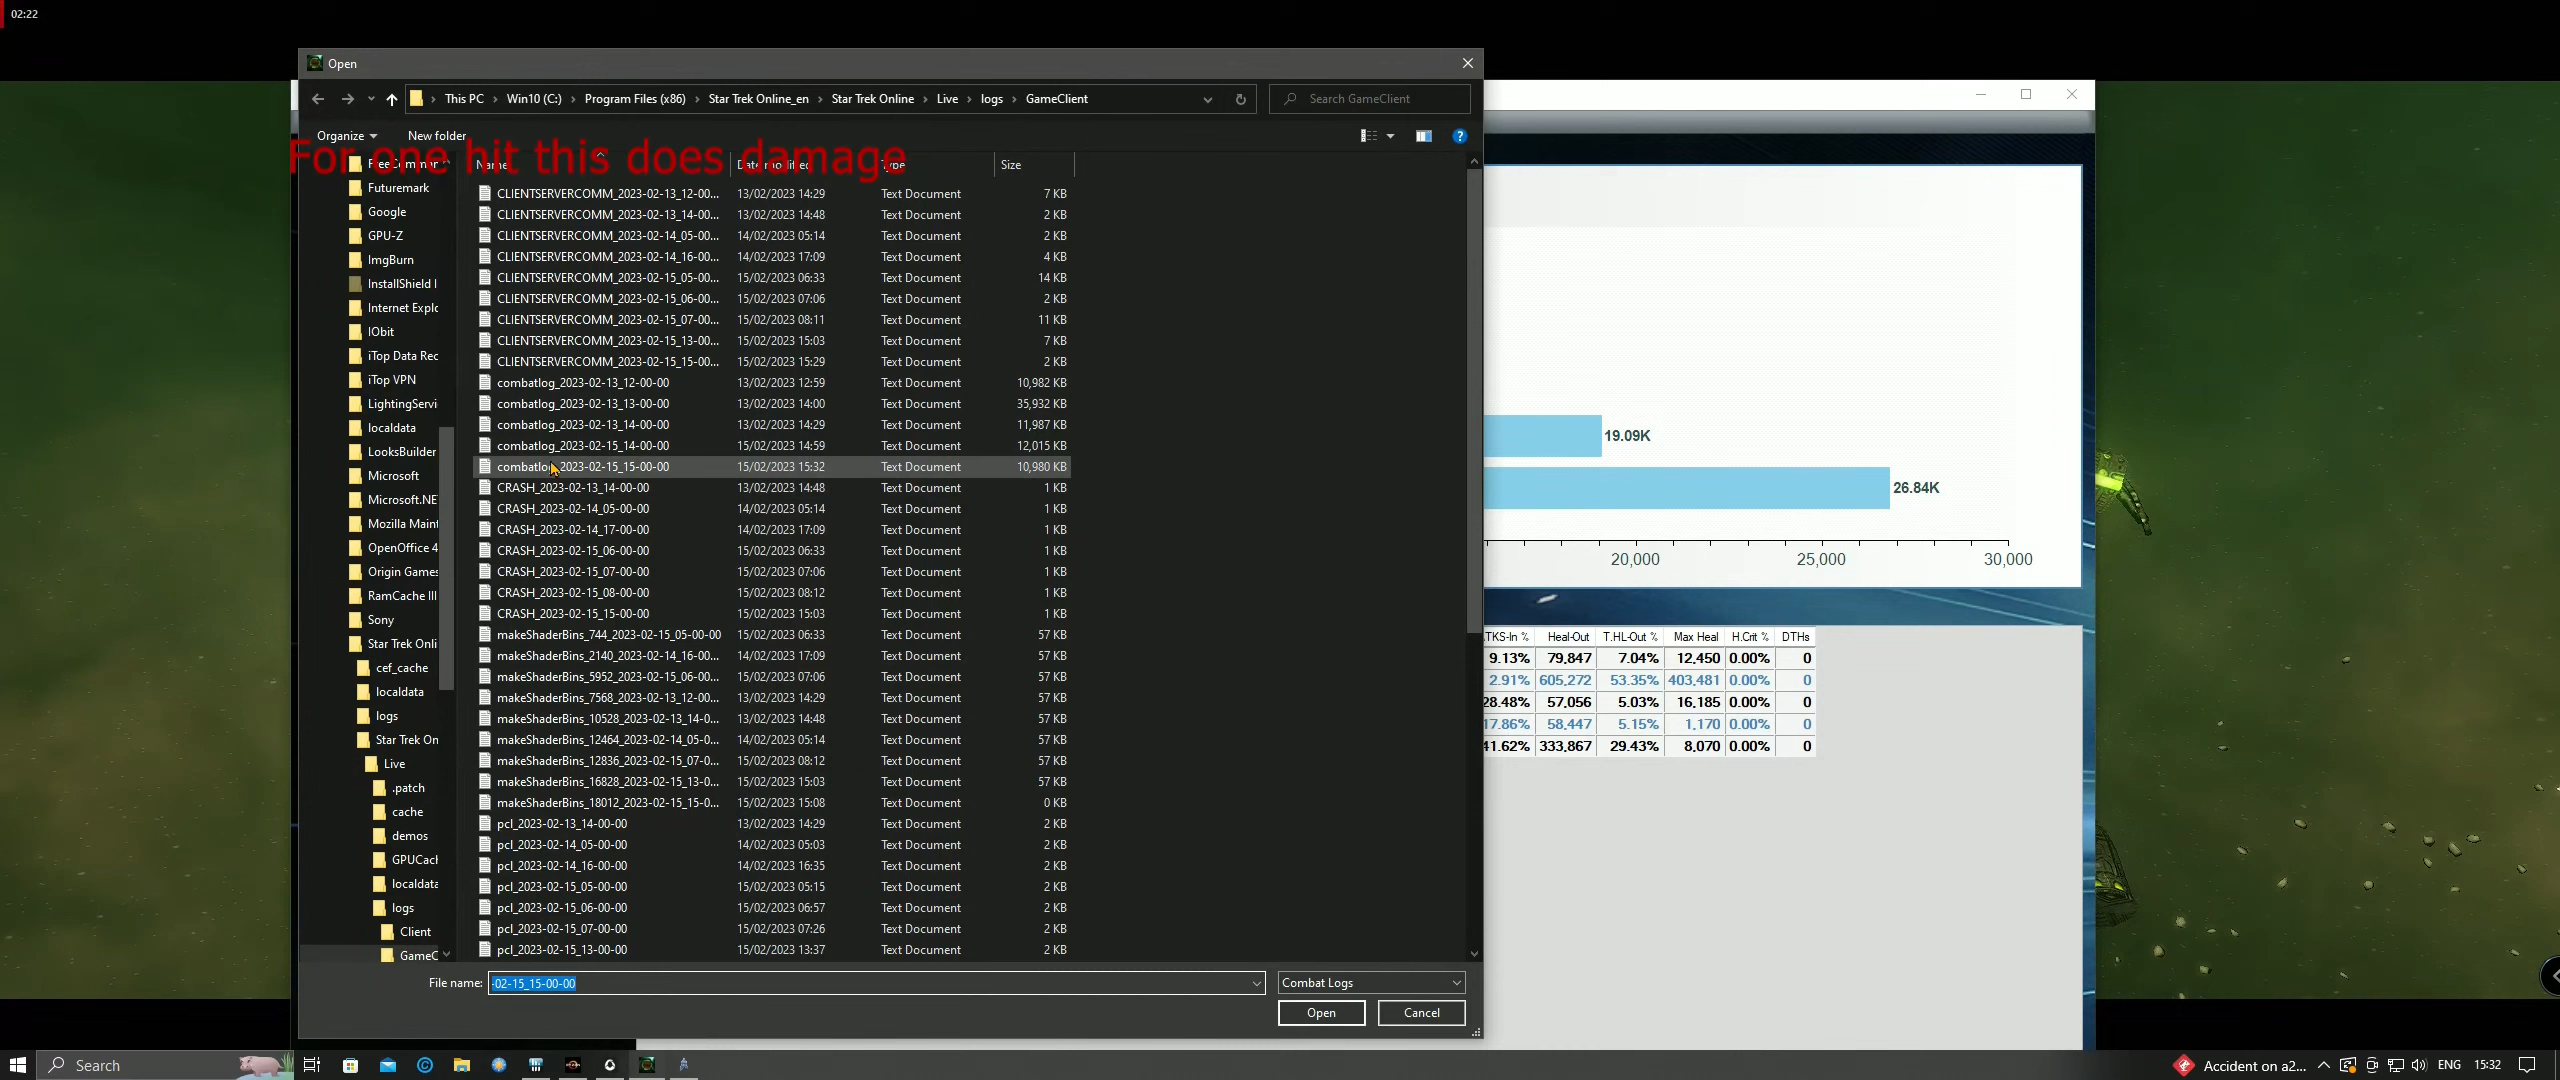 02:22
Open
This PC > Win10 (C:) > Program Files (x86) > Star Trek Online_en > Star Trek Online > Live > logs > GameClient
Search GameClient
Organize
New folder
For one hit this does damage
Name Date modified Type Size
CLIENTSERVERCOMM_2023-02-13_12-00... 13/02/2023 14:29 Text Document 7 KB
CLIENTSERVERCOMM_2023-02-13_14-00... 13/02/2023 14:48 Text Document 2 KB
CLIENTSERVERCOMM_2023-02-14_05-00... 14/02/2023 05:14 Text Document 2 KB
CLIENTSERVERCOMM_2023-02-14_16-00... 14/02/2023 17:09 Text Document 4 KB
CLIENTSERVERCOMM_2023-02-15_05-00... 15/02/2023 06:33 Text Document 14 KB
CLIENTSERVERCOMM_2023-02-15_06-00... 15/02/2023 07:06 Text Document 2 KB
CLIENTSERVERCOMM_2023-02-15_07-00... 15/02/2023 08:11 Text Document 11 KB
CLIENTSERVERCOMM_2023-02-15_13-00... 15/02/2023 15:03 Text Document 7 KB
CLIENTSERVERCOMM_2023-02-15_15-00... 15/02/2023 15:29 Text Document 2 KB
combatlog_2023-02-13_12-00-00 13/02/2023 12:59 Text Document 10,982 KB
combatlog_2023-02-13_13-00-00 13/02/2023 14:00 Text Document 35,932 KB
combatlog_2023-02-13_14-00-00 13/02/2023 14:29 Text Document 11,987 KB
combatlog_2023-02-15_14-00-00 15/02/2023 14:59 Text Document 12,015 KB
combatlog_2023-02-15_15-00-00 15/02/2023 15:32 Text Document 10,980 KB
CRASH_2023-02-13_14-00-00 13/02/2023 14:48 Text Document 1 KB
CRASH_2023-02-14_05-00-00 14/02/2023 05:14 Text Document 1 KB
CRASH_2023-02-14_17-00-00 14/02/2023 17:09 Text Document 1 KB
CRASH_2023-02-15_06-00-00 15/02/2023 06:33 Text Document 1 KB
CRASH_2023-02-15_07-00-00 15/02/2023 07:06 Text Document 1 KB
CRASH_2023-02-15_08-00-00 15/02/2023 08:12 Text Document 1 KB
CRASH_2023-02-15_15-00-00 15/02/2023 15:03 Text Document 1 KB
makeShaderBins_744_2023-02-15_05-00-00 15/02/2023 06:33 Text Document 57 KB
makeShaderBins_2140_2023-02-14_16-00... 14/02/2023 17:09 Text Document 57 KB
makeShaderBins_5952_2023-02-15_06-00... 15/02/2023 07:06 Text Document 57 KB
makeShaderBins_7568_2023-02-13_12-00... 13/02/2023 14:29 Text Document 57 KB
makeShaderBins_10528_2023-02-13_14-0... 13/02/2023 14:48 Text Document 57 KB
makeShaderBins_12464_2023-02-14_05-0... 14/02/2023 05:14 Text Document 57 KB
makeShaderBins_12836_2023-02-15_07-0... 15/02/2023 08:12 Text Document 57 KB
makeShaderBins_16828_2023-02-15_13-0... 15/02/2023 15:03 Text Document 57 KB
makeShaderBins_18012_2023-02-15_15-0... 15/02/2023 15:08 Text Document 0 KB
pcl_2023-02-13_14-00-00 13/02/2023 14:29 Text Document 2 KB
pcl_2023-02-14_05-00-00 14/02/2023 05:03 Text Document 2 KB
pcl_2023-02-14_16-00-00 14/02/2023 16:35 Text Document 2 KB
pcl_2023-02-15_05-00-00 15/02/2023 05:15 Text Document 2 KB
pcl_2023-02-15_06-00-00 15/02/2023 06:57 Text Document 2 KB
pcl_2023-02-15_07-00-00 15/02/2023 07:26 Text Document 2 KB
pcl_2023-02-15_13-00-00 15/02/2023 13:37 Text Document 2 KB
FreeComman
Futuremark
Google
GPU-Z
ImgBurn
InstallShield I
Internet Explo
IObit
iTop Data Rec
iTop VPN
LightingServi
localdata
LooksBuilder
Microsoft
Microsoft.NE
Mozilla Maint
OpenOffice 4
Origin Games
RamCache III
Sony
Star Trek Onli
cef_cache
localdata
logs
Star Trek On
Live
.patch
cache
demos
GPUCach
localdata
logs
Client
GameC
File name: -02-15_15-00-00
Combat Logs
Open
Cancel
19.09K
26.84K
20,000 25,000 30,000
TKS-In % Heal-Out T.HL-Out % Max Heal H.Crit % DTHs
9.13% 79,847 7.04% 12,450 0.00% 0
2.91% 605,272 53.35% 403,481 0.00% 0
28.48% 57,056 5.03% 16,185 0.00% 0
17.86% 58,447 5.15% 1,170 0.00% 0
41.62% 333,867 29.43% 8,070 0.00% 0
Search
Accident on a2...
ENG
15:32